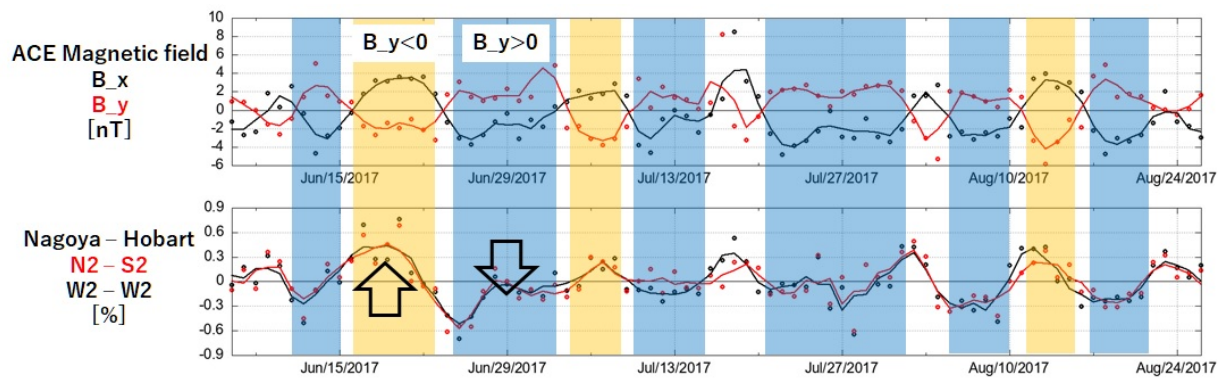 ACE Magnetic field
B_x
B_y
[nT]
10
8
6
4
2
0
-2
-4
-6
B_y<0
B_y>0
Jun/15/2017
Jun/29/2017
Jul/13/2017
Jul/27/2017
Aug/10/2017
Aug/24/2017
Nagoya – Hobart
N2 – S2
W2 – W2
[%]
0.9
0.6
0.3
0
-0.3
-0.6
-0.9
Jun/15/2017
Jun/29/2017
Jul/13/2017
Jul/27/2017
Aug/10/2017
Aug/24/2017